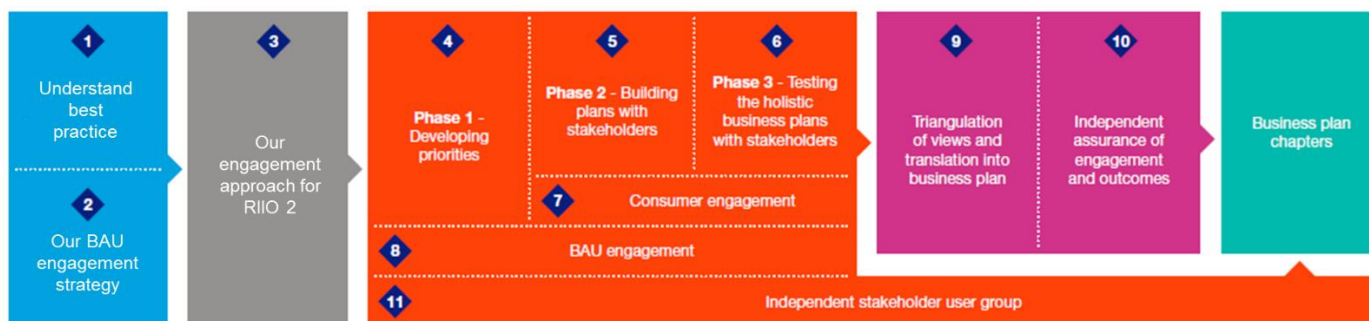 1
Understand
best
practice
2
Our BAU
engagement
strategy
3
Our
engagement
approach for
RIIO 2
4
Phase 1 -
Developing
priorities
5
Phase 2 - Building
plans with
stakeholders
6
Phase 3 - Testing
the holistic
business plans
with stakeholders
7
Consumer engagement
8
BAU engagement
9
Triangulation
of views and
translation into
business plan
10
Independent
assurance of
engagement
and outcomes
Business plan
chapters
11
Independent stakeholder user group